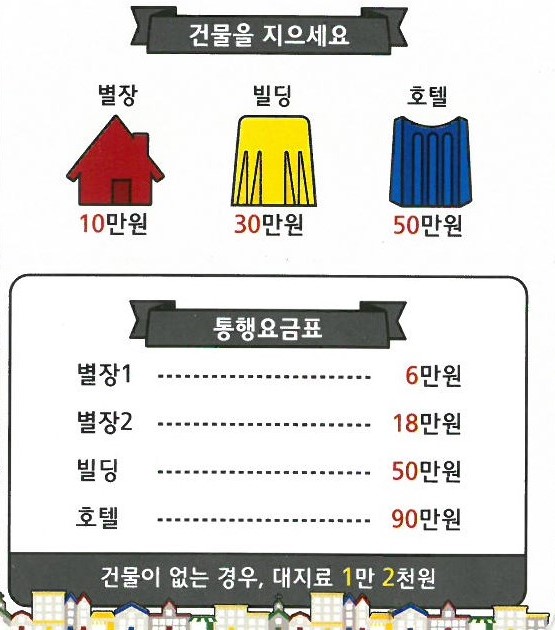 건물을 지으세요
별장 빌딩 호텔
10만원 30만원 50만원
통행요금표
별장1 6만원
별장2 18만원
빌딩 50만원
호텔 90만원
건물이 없는 경우, 대지료 1만 2천원